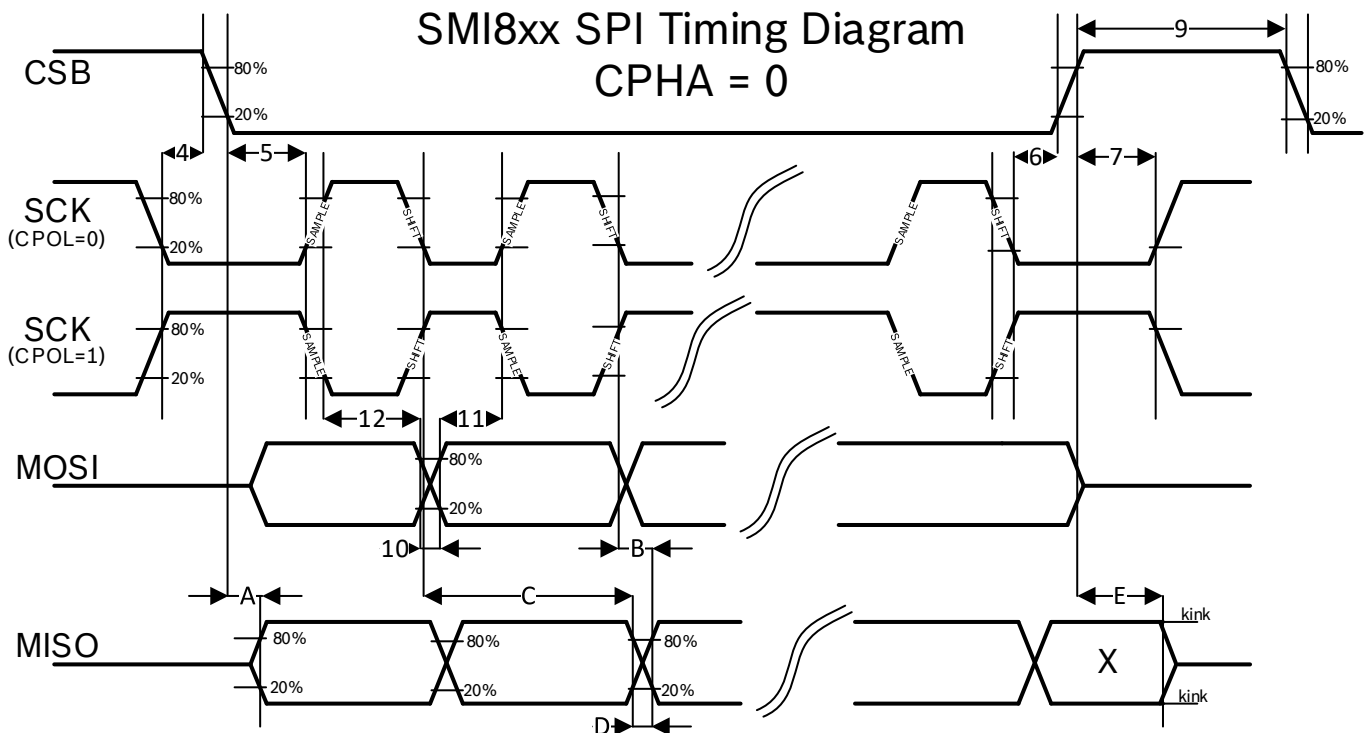 SMI8xx SPI Timing Diagram
CPHA = 0
CSB
80%
20%
9
80%
20%
4
5
6
7
SCK
(CPOL=0)
80%
20%
SAMPLE
SHIFT
SAMPLE
SHIFT
SAMPLE
SHIFT
SCK
(CPOL=1)
80%
20%
SAMPLE
SHIFT
SAMPLE
SHIFT
SAMPLE
SHIFT
12
11
MOSI
80%
20%
10
B
A
C
E
MISO
80%
20%
80%
20%
80%
20%
X
kink
kink
D